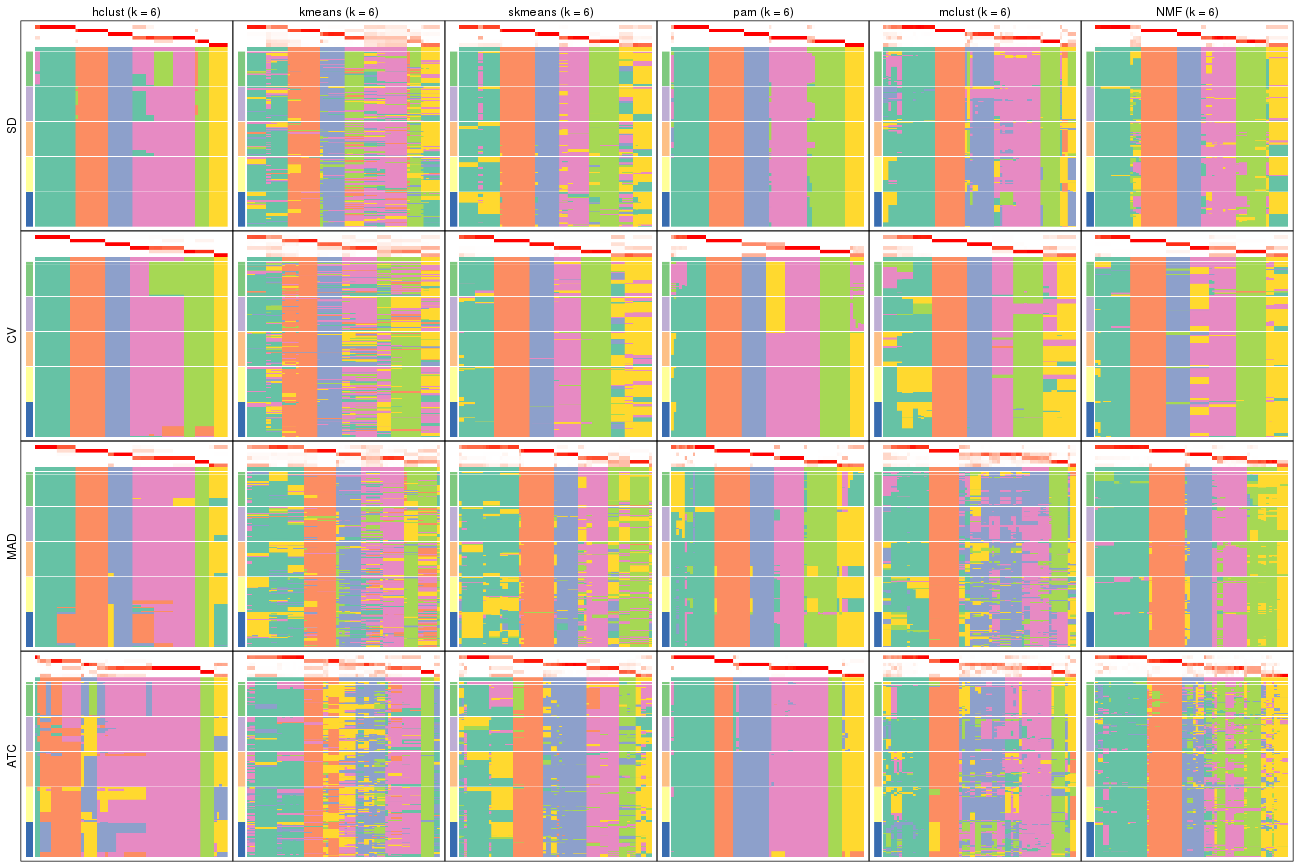 hclust (k = 6)
kmeans (k = 6)
skmeans (k = 6)
pam (k = 6)
mclust (k = 6)
NMF (k = 6)
SD
CV
MAD
ATC